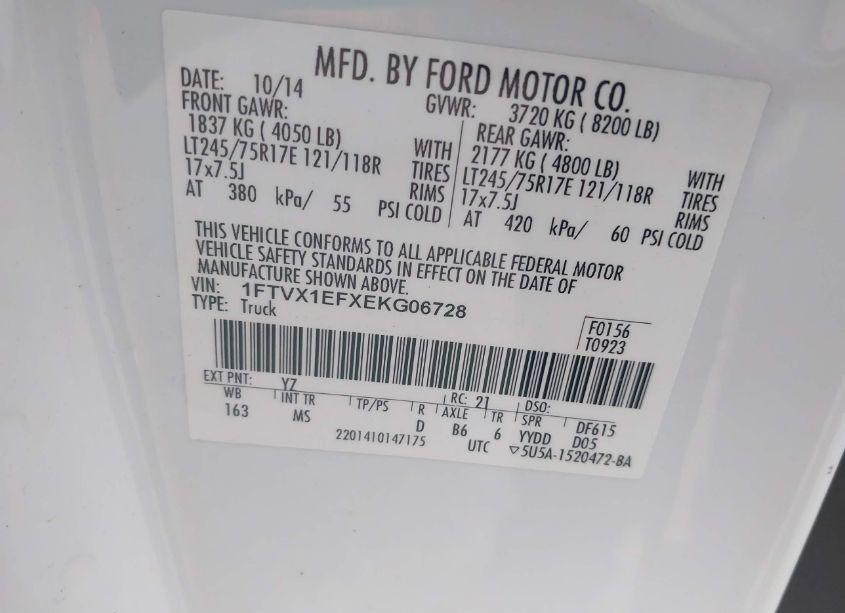 MFD. BY FORD MOTOR CO.
DATE: 10/14 GVWR: 3720 KG ( 8200 LB)
FRONT GAWR: REAR GAWR:
1837 KG ( 4050 LB) WITH 2177 KG ( 4800 LB) WITH
LT245/75R17E 121/118R TIRES LT245/75R17E 121/118R TIRES
17x7.5J RIMS 17x7.5J RIMS
AT 380 kPa/ 55 PSI COLD AT 420 kPa/ 60 PSI COLD
THIS VEHICLE CONFORMS TO ALL APPLICABLE FEDERAL MOTOR
VEHICLE SAFETY STANDARDS IN EFFECT ON THE DATE OF
MANUFACTURE SHOWN ABOVE.
VIN: 1FTVX1EFXEKG06728
TYPE: Truck
F0156
T0923
EXT PNT: YZ RC: 21 DSO:
WB INT TR TP/PS R AXLE TR SPR DF615
163 MS D B6 6 YYDD D05
2201410147175 UTC ▽5U5A-1520472-BA